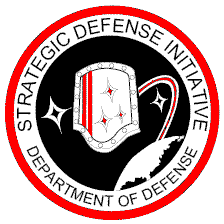 STRATEGIC DEFENSE INITIATIVE
DEPARTMENT OF DEFENSE